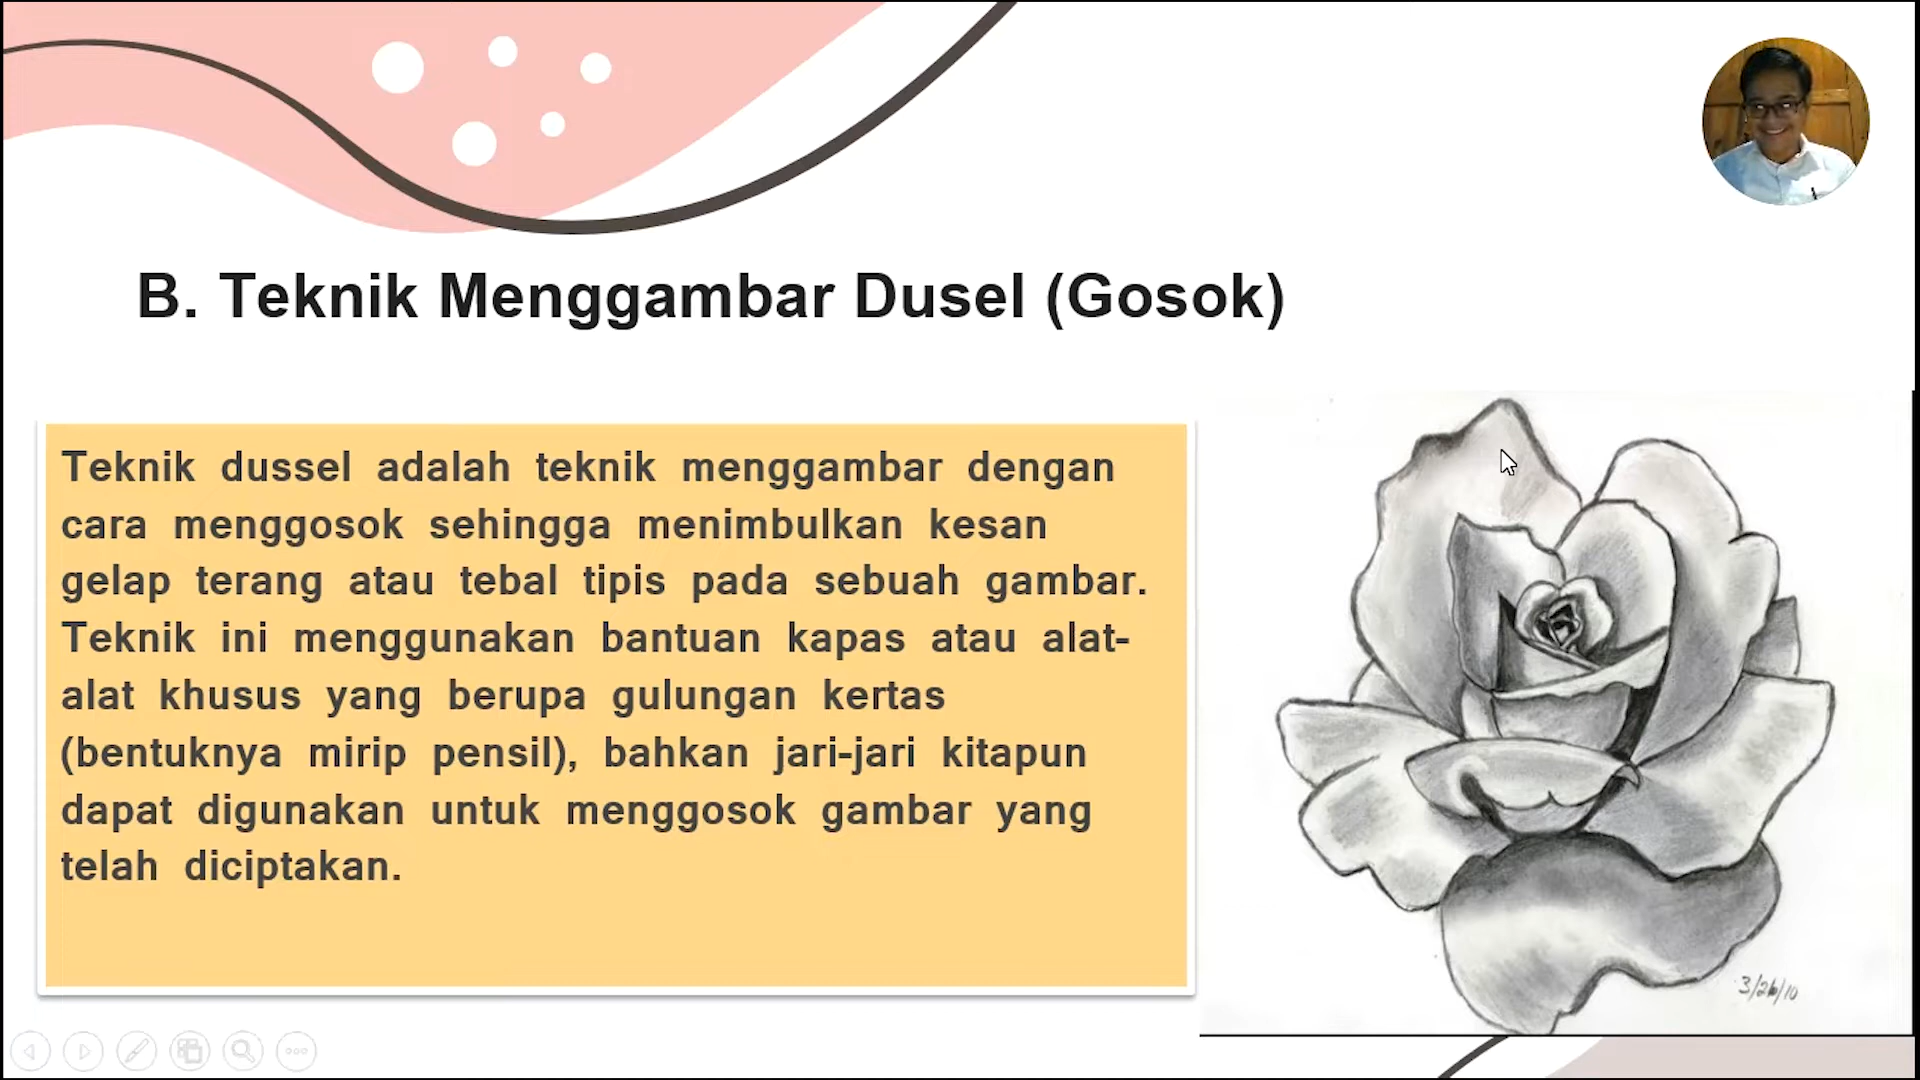 B. Teknik Menggambar Dusel (Gosok)
Teknik dussel adalah teknik menggambar dengan
cara menggosok sehingga menimbulkan kesan
gelap terang atau tebal tipis pada sebuah gambar.
Teknik ini menggunakan bantuan kapas atau alat-
alat khusus yang berupa gulungan kertas
(bentuknya mirip pensil), bahkan jari-jari kitapun
dapat digunakan untuk menggosok gambar yang
telah diciptakan.
3/26/10